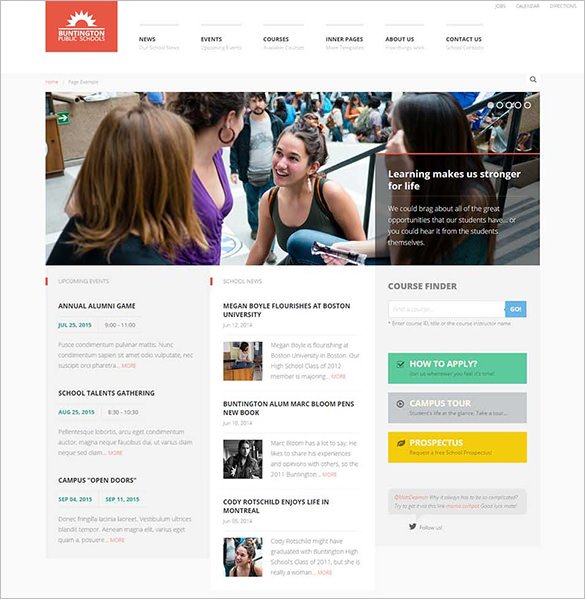 JOBS CALENDAR DIRECTIONS
BUNTINGTON
PUBLIC SCHOOLS
NEWS
Our School News
EVENTS
Upcoming Events
COURSES
Available Courses
INNER PAGES
More Templates
ABOUT US
How things work
CONTACT US
School Contacts
Home Page Example
Learning makes us stronger
for life
We could brag about all of the great
opportunities that our students have... or
you could hear it from the students
themselves.
UPCOMING EVENTS
ANNUAL ALUMNI GAME
JUL 25, 2015 9:00 - 11:00
Fusce condimentum pulvinar mattis. Nunc
condimentum sapien sit amet odio vulputate, nec
suscipit orci pharetra... MORE
SCHOOL TALENTS GATHERING
AUG 25, 2015 8:30 - 10:30
Pellentesque lobortis, arcu eget condimentum
auctor, magna neque faucibus dui, ut varius diam
neque sed diam... MORE
CAMPUS "OPEN DOORS"
SEP 04, 2015 SEP 11, 2015
Donec fringilla lacinia laoreet. Vestibulum ultrices
blandit tempor. Aenean magna elit, varius eget
quam a, posuere... MORE
SCHOOL NEWS
MEGAN BOYLE FLOURISHES AT BOSTON
UNIVERSITY
Jun 12, 2014
Megan Boyle is flourishing at
Boston University in Boston. Our
High School Class of 2012
member is majoring... MORE
BUNTINGTON ALUM MARC BLOOM PENS
NEW BOOK
Jun 10, 2014
Marc Bloom has a lot to say; He
likes to share his experiences
and opinions with others, so the
2011 Buntington... MORE
CODY ROTSCHILD ENJOYS LIFE IN
MONTREAL
Jun 05, 2014
Cody Rotschild might have
graduated with Buntington High
School's Class of 2011, but she is
really a woman... MORE
COURSE FINDER
Find a course... GO!
* Enter course ID, title or the course instructor name
HOW TO APPLY?
Join us whenever you feel it's time!
CAMPUS TOUR
Student's life at the glance. Take a tour...
PROSPECTUS
Request a free School Prospectus!
Why it always has to be so complicated?
Try to get it via this link Good luck mate!
Follow us!